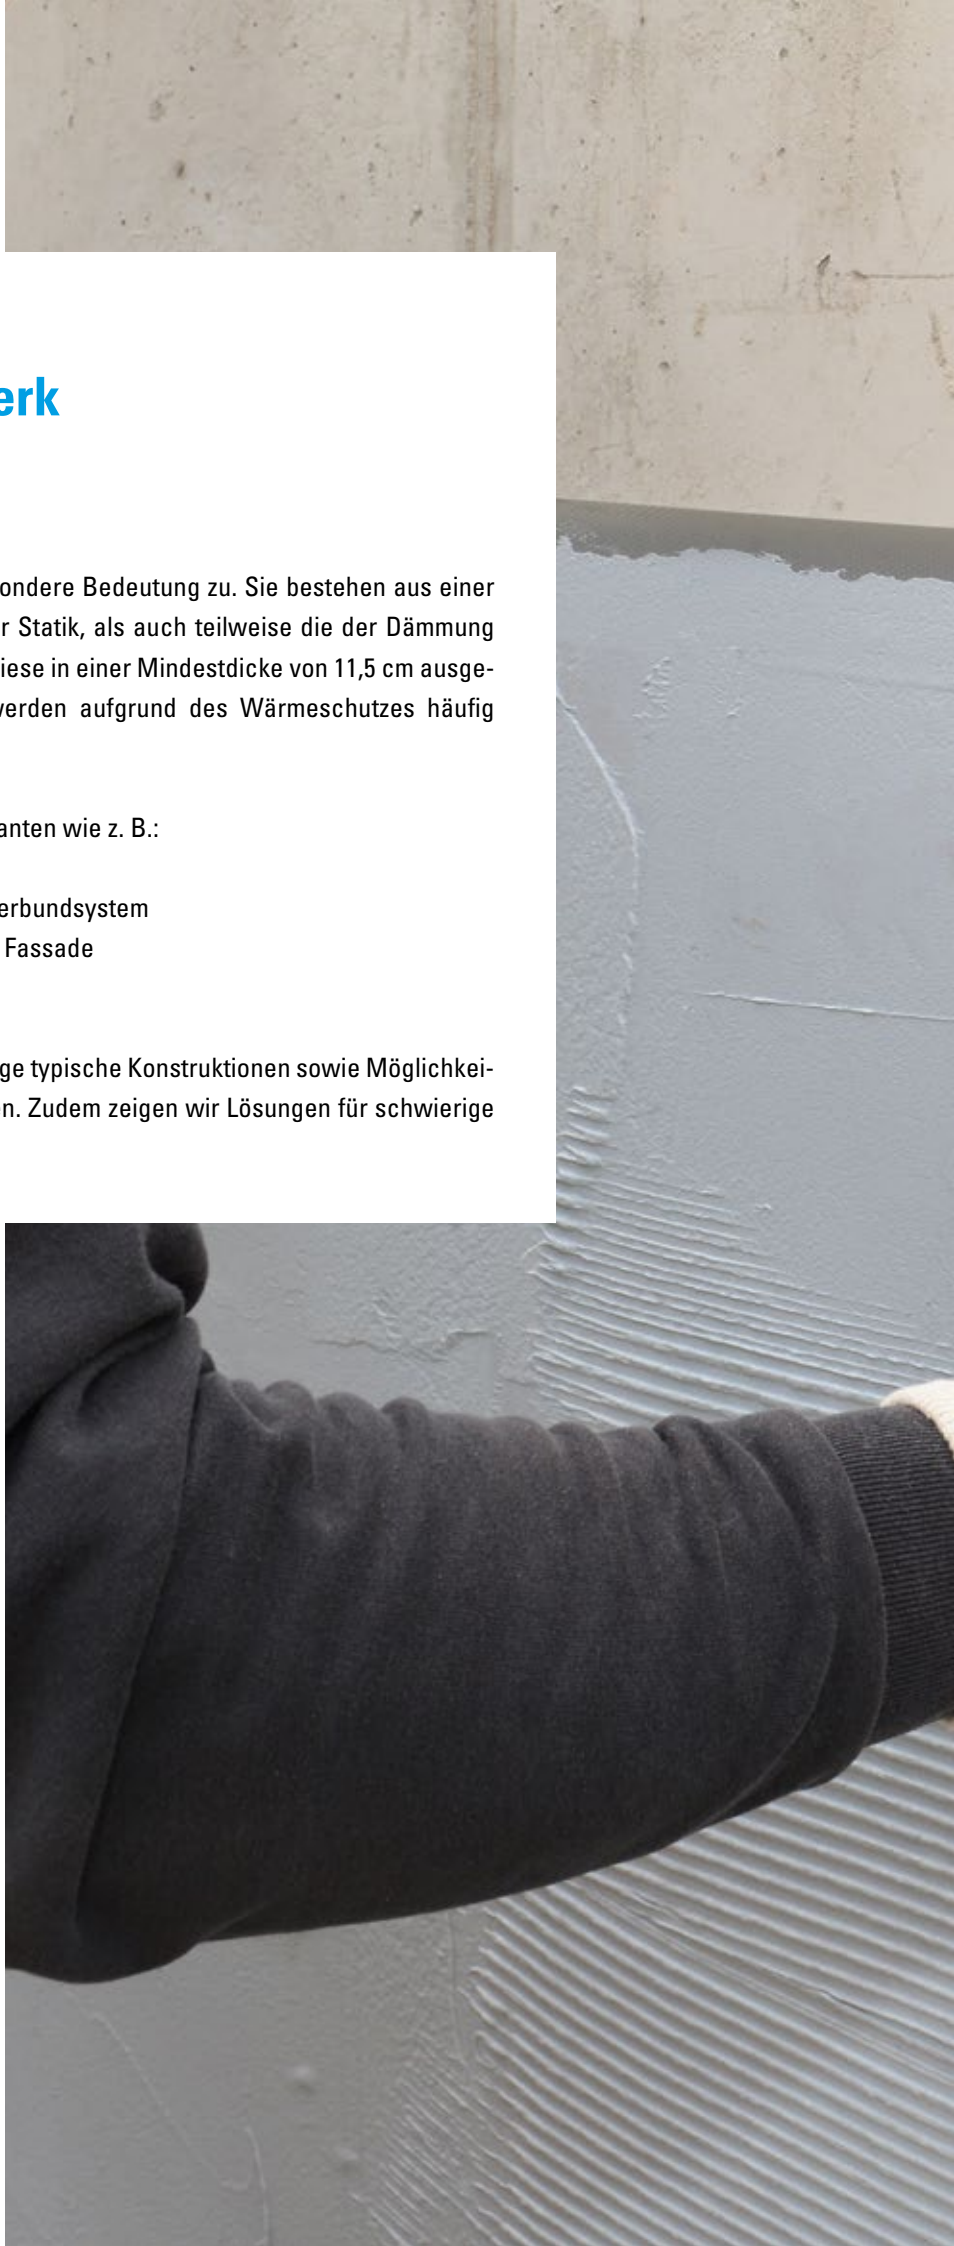 erk
ondere Bedeutung zu. Sie bestehen aus einer
r Statik, als auch teilweise die der Dämmung
iese in einer Mindestdicke von 11,5 cm ausge-
verden aufgrund des Wärmeschutzes häufig
anten wie z. B.:
erbundsystem
Fassade
ge typische Konstruktionen sowie Möglichkei-
n. Zudem zeigen wir Lösungen für schwierige